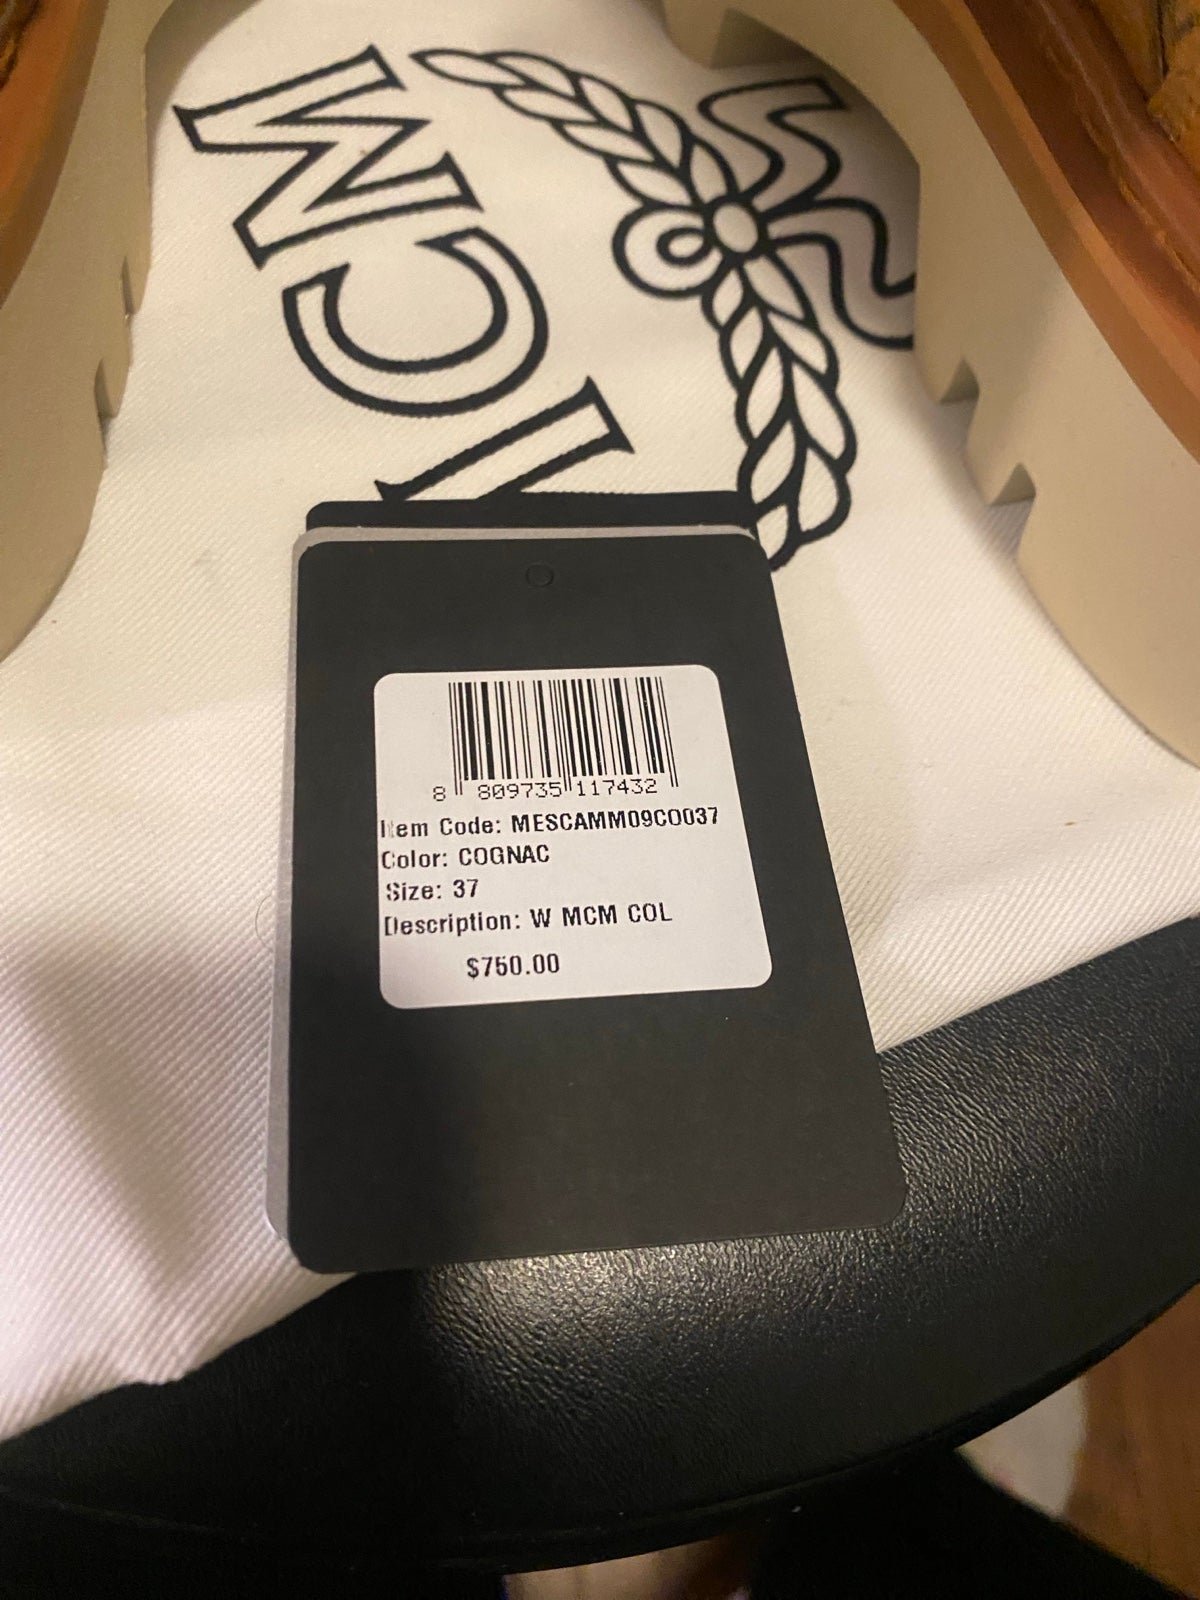 MCM
8 809735 117432
Item Code: MESCAMM09CO037
Color: COGNAC
Size: 37
Description: W MCM COL
$750.00